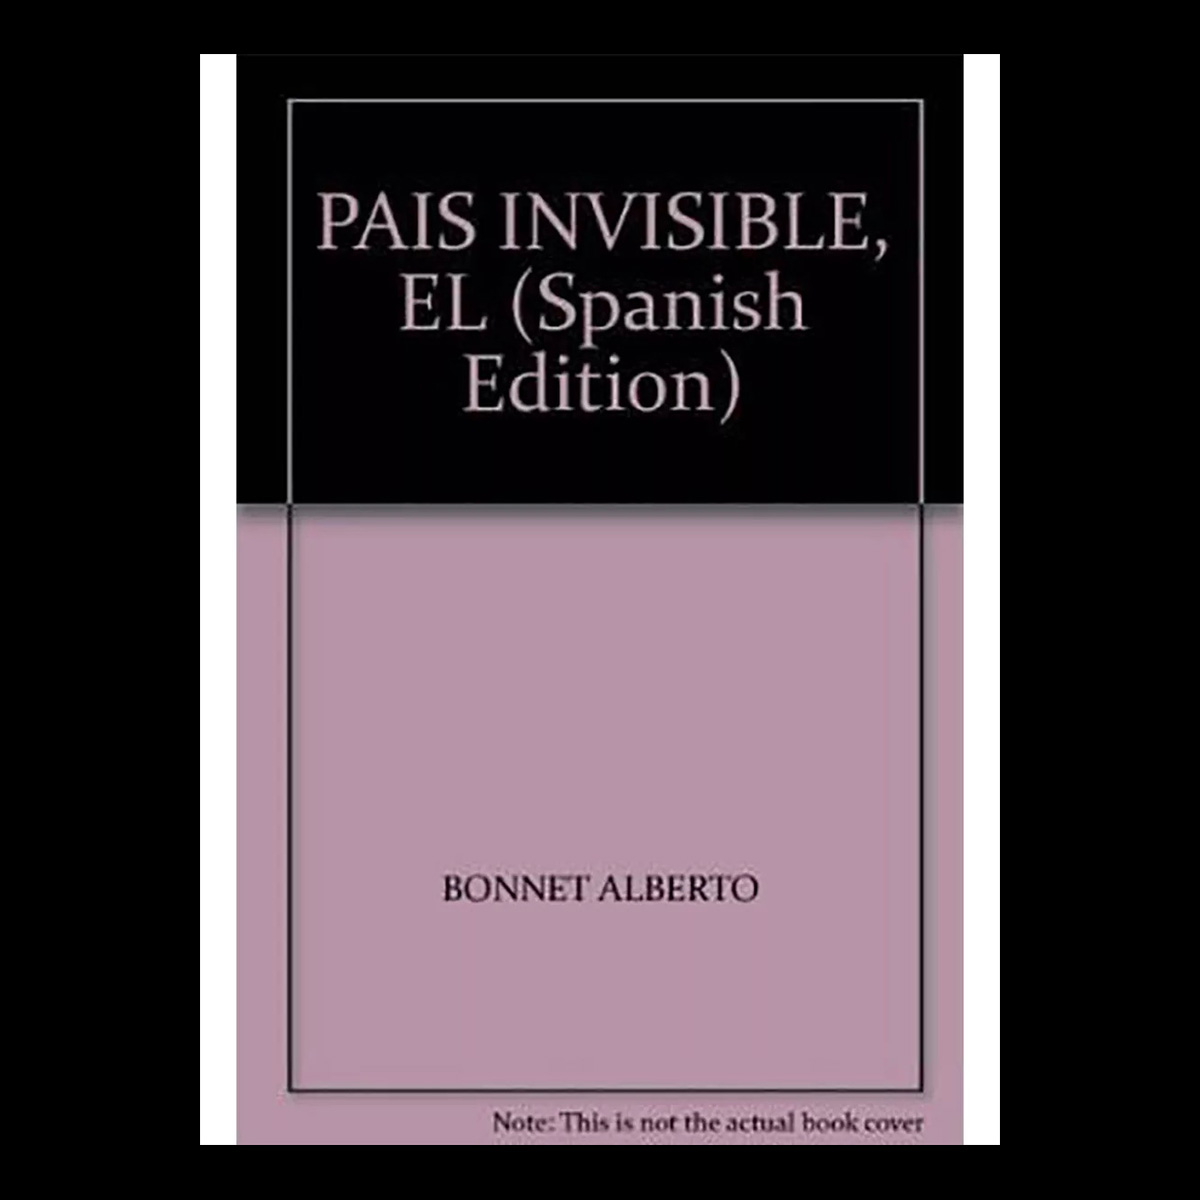 PAIS INVISIBLE,
EL (Spanish
Edition)
BONNET ALBERTO
Note: This is not the actual book cover